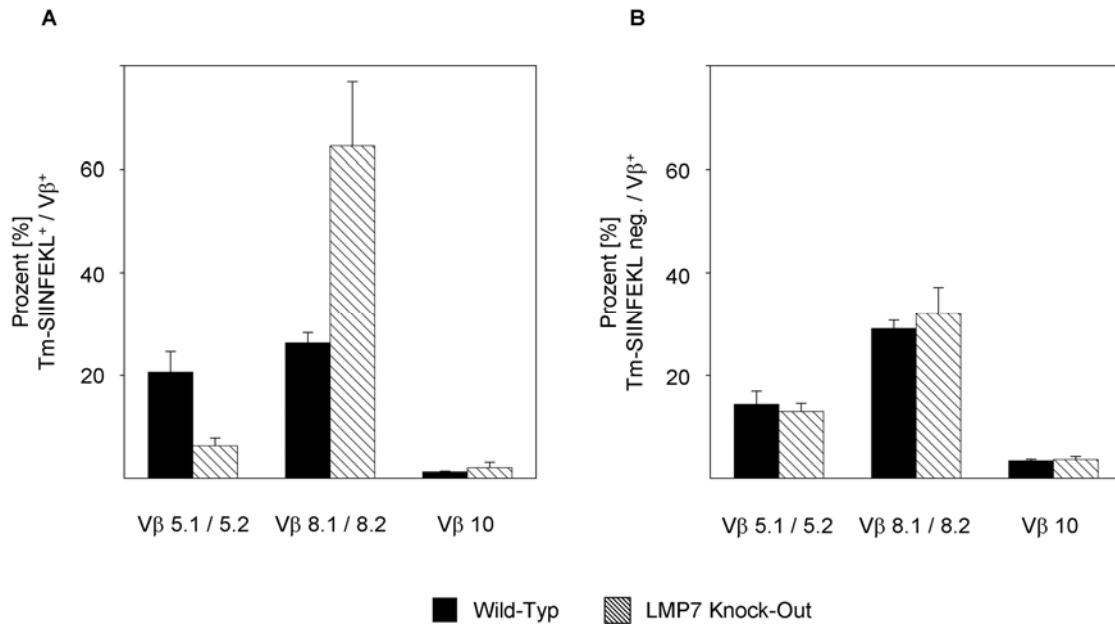 A
Prozent [%]
Tm-SIINFEKL⁺ / Vβ⁺
60
40
20
Vβ 5.1 / 5.2 Vβ 8.1 / 8.2 Vβ 10
B
Prozent [%]
Tm-SIINFEKL neg. / Vβ⁺
60
40
20
Vβ 5.1 / 5.2 Vβ 8.1 / 8.2 Vβ 10
Wild-Typ LMP7 Knock-Out